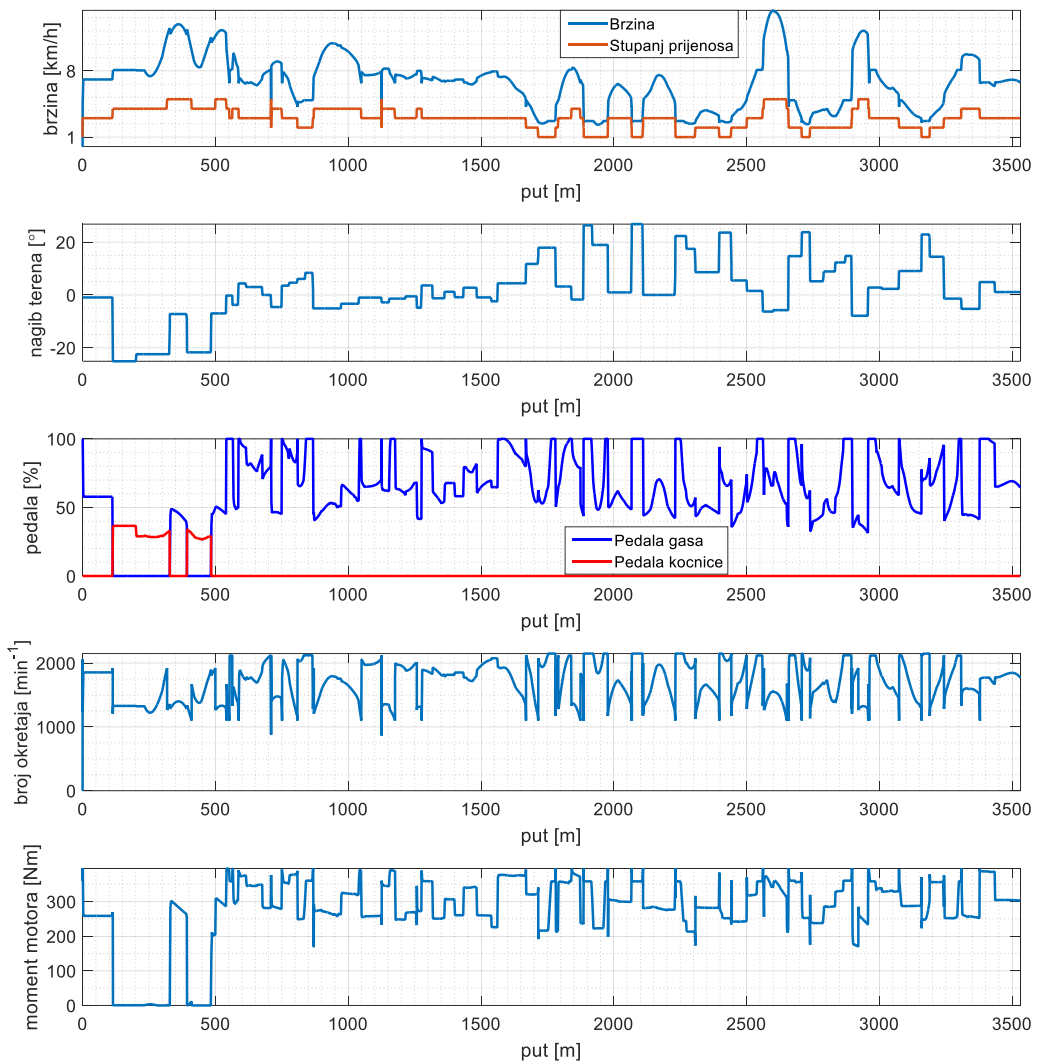 brzina [km/h]
8
1
Brzina
Stupanj prijenosa
0 500 1000 1500 2000 2500 3000 3500
put [m]
nagib terena [°]
20
0
-20
0 500 1000 1500 2000 2500 3000 3500
put [m]
pedala [%]
100
50
0
Pedala gasa
Pedala kocnice
0 500 1000 1500 2000 2500 3000 3500
put [m]
broj okretaja [min⁻¹]
2000
1000
0
0 500 1000 1500 2000 2500 3000 3500
put [m]
moment motora [Nm]
300
200
100
0
0 500 1000 1500 2000 2500 3000 3500
put [m]